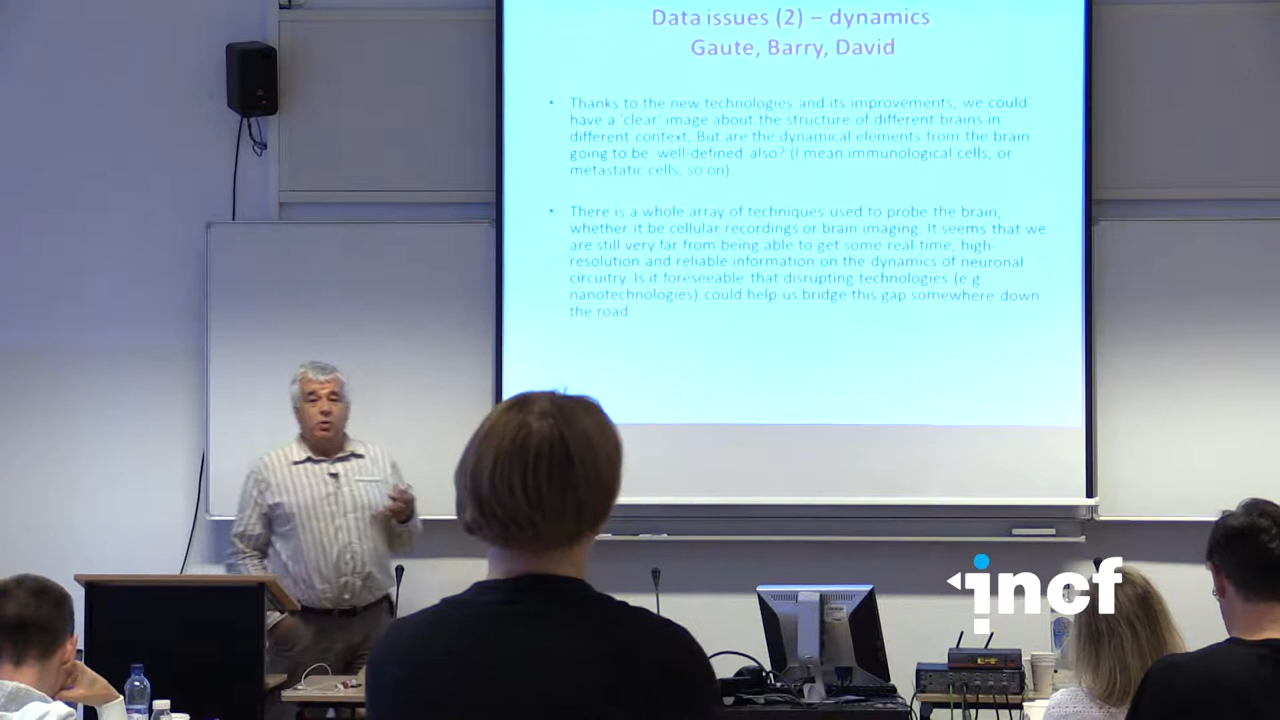 Data issues (2) – dynamics
Gaute, Barry, David
• Thanks to the new technologies and its improvements, we could
have a 'clear' image about the structure of different brains in
different context, But are the dynamical elements from the brain
going to be well-defined also? (I mean immunological cells, or
metastatic cells, so on)
• There is a whole array of techniques used to probe the brain,
whether it be cellular recordings or brain imaging. It seems that we
are still very far from being able to get some real-time, high-
resolution and reliable information on the dynamics of neuronal
circuitry. Is it foreseeable that disrupting technologies (e.g.
nanotechnologies) could help us bridge this gap somewhere down
the road
incf